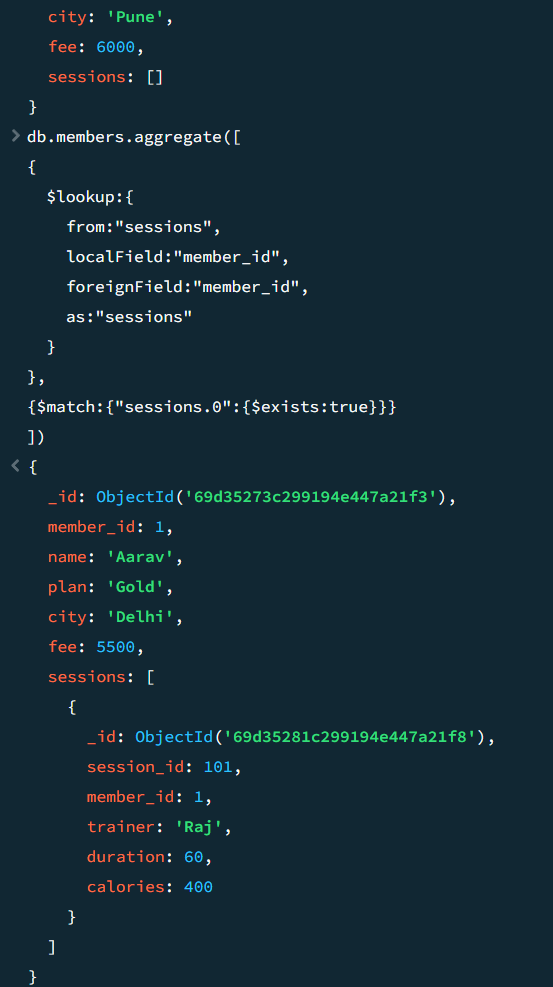 city: 'Pune',
fee: 6000,
sessions: []
}
> db.members.aggregate([
{
$lookup:{
from:"sessions",
localField:"member_id",
foreignField:"member_id",
as:"sessions"
}
},
{$match:{"sessions.0":{$exists:true}}}
])
< {
_id: ObjectId('69d35273c299194e447a21f3'),
member_id: 1,
name: 'Aarav',
plan: 'Gold',
city: 'Delhi',
fee: 5500,
sessions: [
{
_id: ObjectId('69d35281c299194e447a21f8'),
session_id: 101,
member_id: 1,
trainer: 'Raj',
duration: 60,
calories: 400
}
]
}